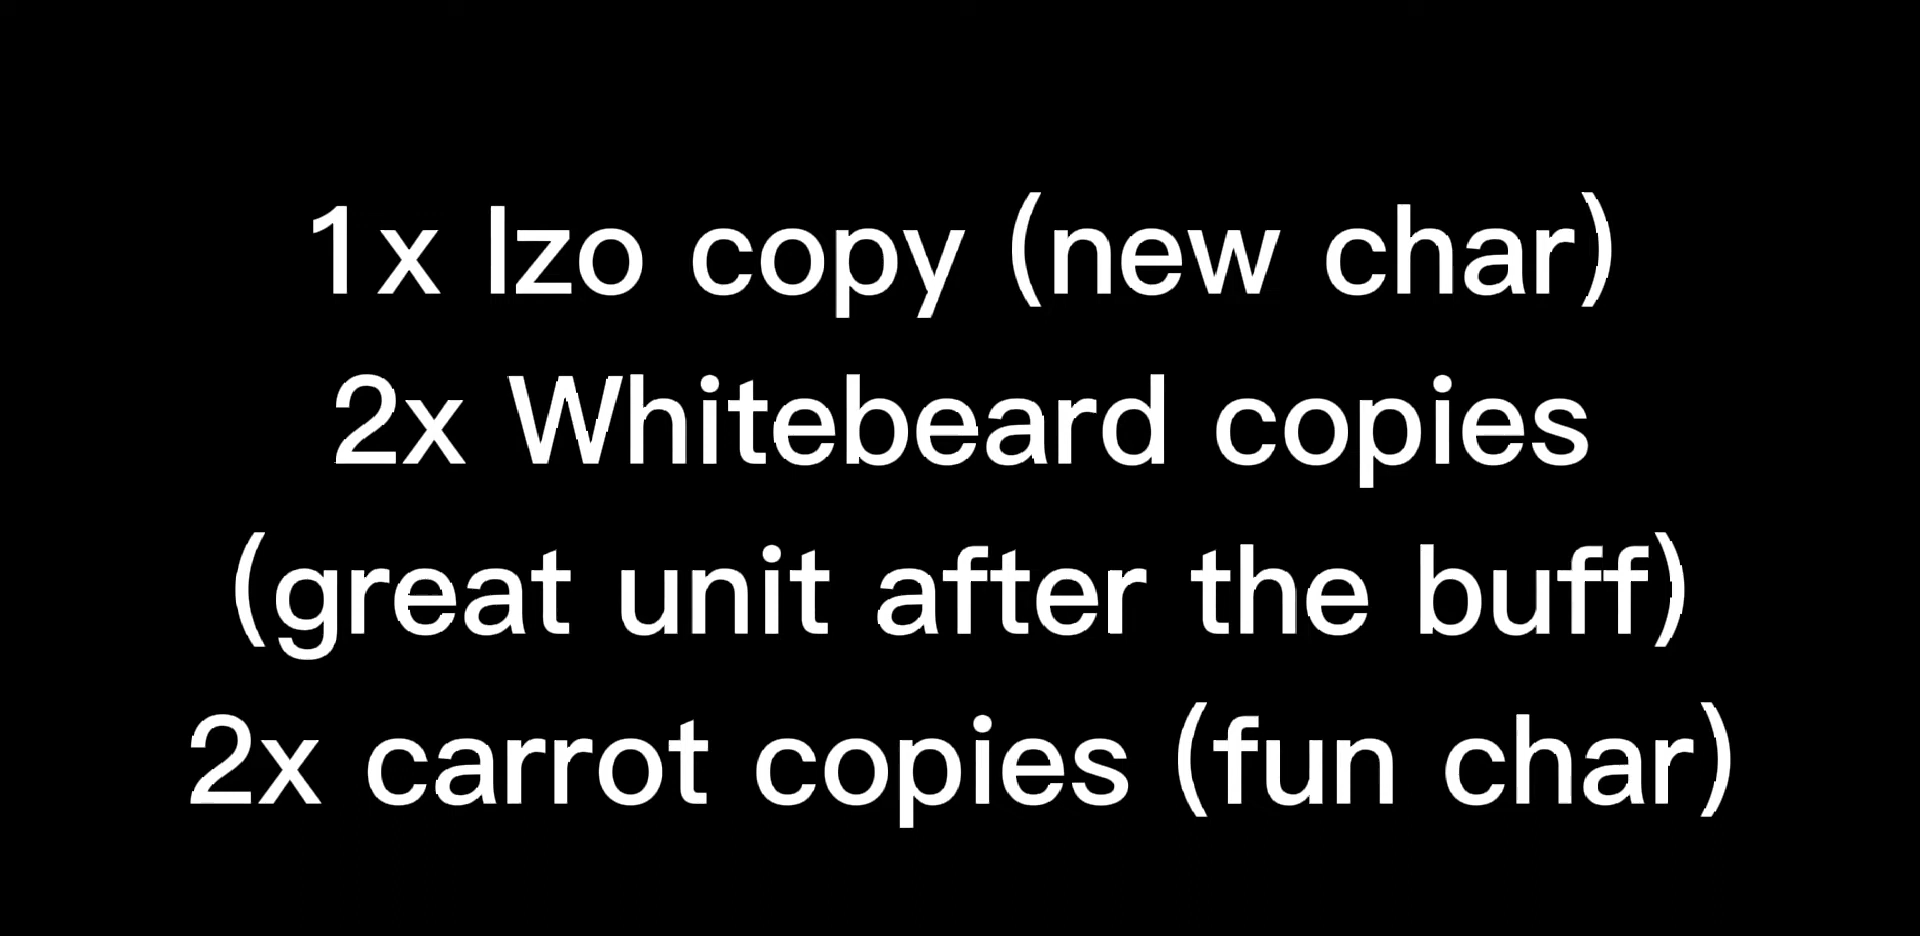 1x Izo copy (new char)
2x Whitebeard copies
(great unit after the buff)
2x carrot copies (fun char)